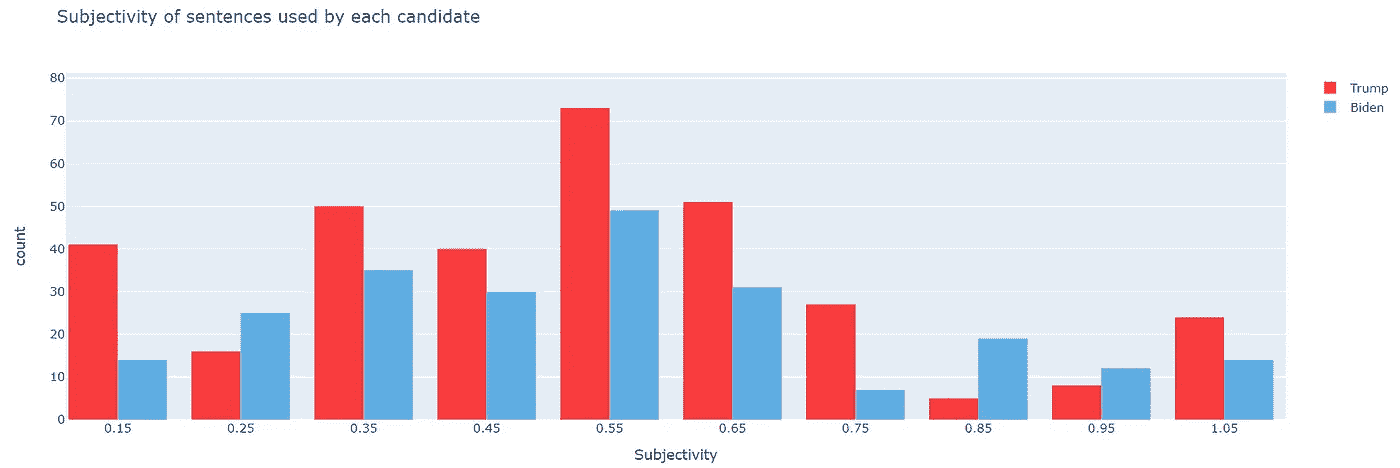 Subjectivity of sentences used by each candidate
80
70
60
50
40
30
20
10
0
count
0.15 0.25 0.35 0.45 0.55 0.65 0.75 0.85 0.95 1.05
Subjectivity
Trump
Biden